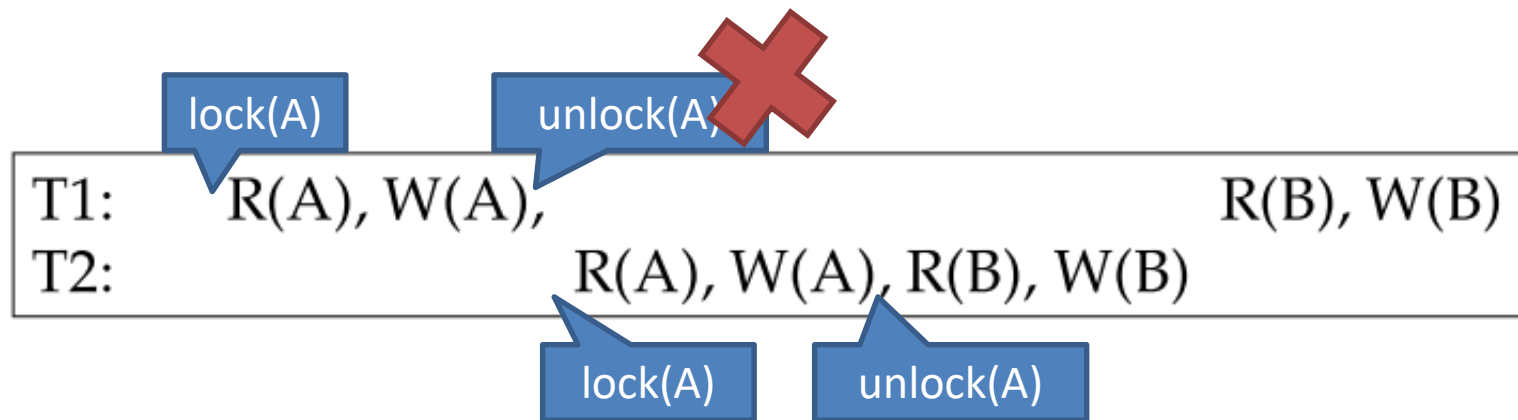 lock(A) unlock(A)
T1: R(A), W(A), R(B), W(B)
T2: R(A), W(A), R(B), W(B)
lock(A) unlock(A)